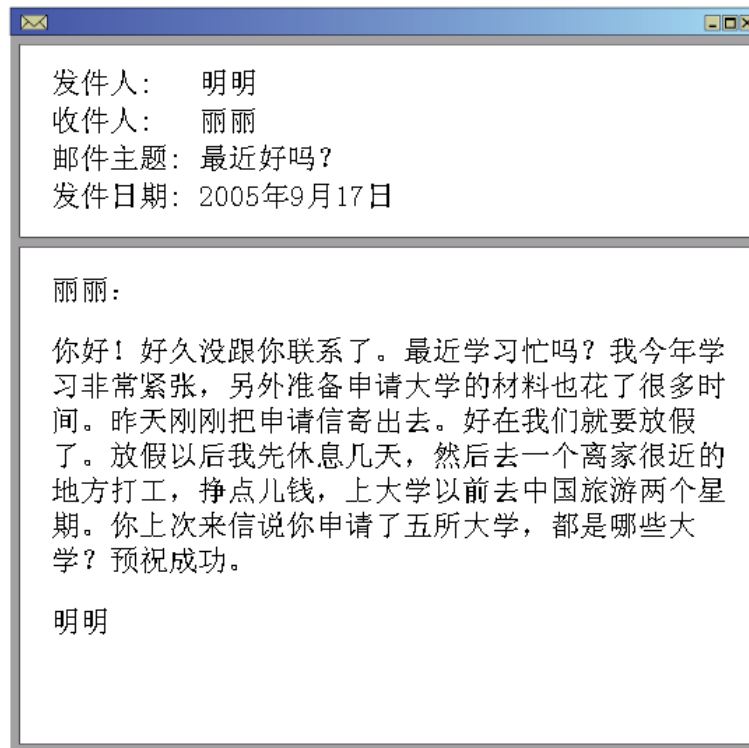 发件人： 明明
收件人： 丽丽
邮件主题： 最近好吗？
发件日期： 2005年9月17日
丽丽：
你好！好久没跟你联系了。最近学习忙吗？我今年学
习非常紧张，另外准备申请大学的材料也花了很多时
间。昨天刚刚把申请信寄出去。好在我们就要放假
了。放假以后我先休息几天，然后去一个离家很近的
地方打工，挣点儿钱，上大学以前去中国旅游两个星
期。你上次来信说你申请了五所大学，都是哪些大
学？预祝成功。
明明